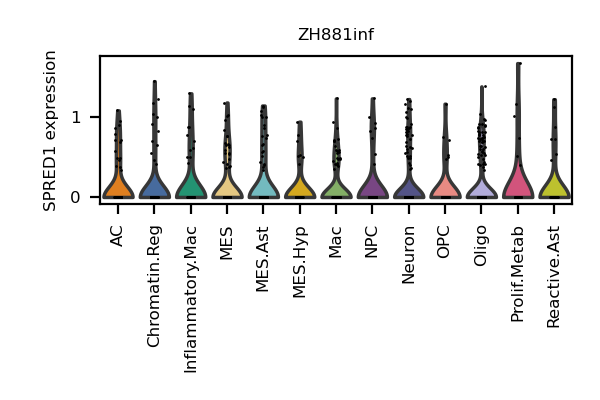 ZH881inf
SPRED1 expression
1
0
AC
Chromatin.Reg
Inflammatory.Mac
MES
MES.Ast
MES.Hyp
Mac
NPC
Neuron
OPC
Oligo
Prolif.Metab
Reactive.Ast